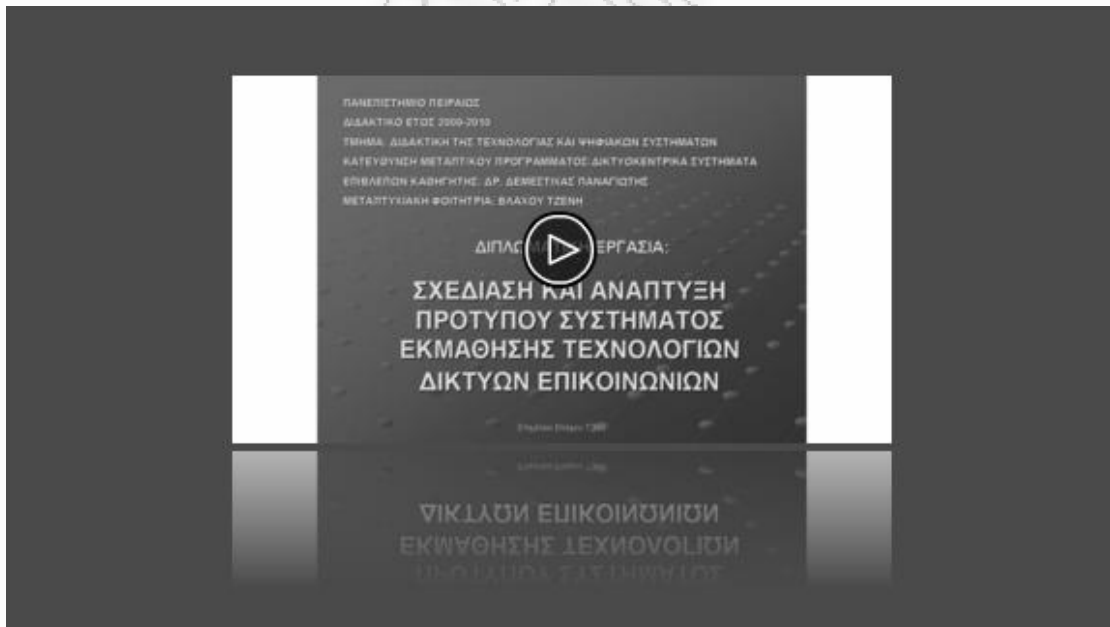 ΠΑΝΕΠΙΣΤΗΜΙΟ ΠΕΙΡΑΙΩΣ
ΔΙΔΑΚΤΙΚΟ ΕΤΟΣ 2009-2010
ΤΜΗΜΑ: ΔΙΔΑΚΤΙΚΗ ΤΗΣ ΤΕΧΝΟΛΟΓΙΑΣ ΚΑΙ ΨΗΦΙΑΚΩΝ ΣΥΣΤΗΜΑΤΩΝ
ΚΑΤΕΥΘΥΝΣΗ ΜΕΤΑΠΤΙΚΟΥ ΠΡΟΓΡΑΜΜΑΤΟΣ: ΔΙΚΤΥΟΚΕΝΤΡΙΚΑ ΣΥΣΤΗΜΑΤΑ
ΕΠΙΒΛΕΠΩΝ ΚΑΘΗΓΗΤΗΣ: ΔΡ. ΔΕΜΕΣΤΙΧΑΣ ΠΑΝΑΓΙΩΤΗΣ
ΜΕΤΑΠΤΥΧΙΑΚΗ ΦΟΙΤΗΤΡΙΑ: ΒΛΑΧΟΥ ΤΖΕΝΗ
ΕΡΓΑΣΙΑ:
ΣΧΕΔΙΑΣΗ ΚΑΙ ΑΝΑΠΤΥΞΗ
ΠΡΟΤΥΠΟΥ ΣΥΣΤΗΜΑΤΟΣ
ΕΚΜΑΘΗΣΗΣ ΤΕΧΝΟΛΟΓΙΩΝ
ΔΙΚΤΥΩΝ ΕΠΙΚΟΙΝΩΝΙΩΝ